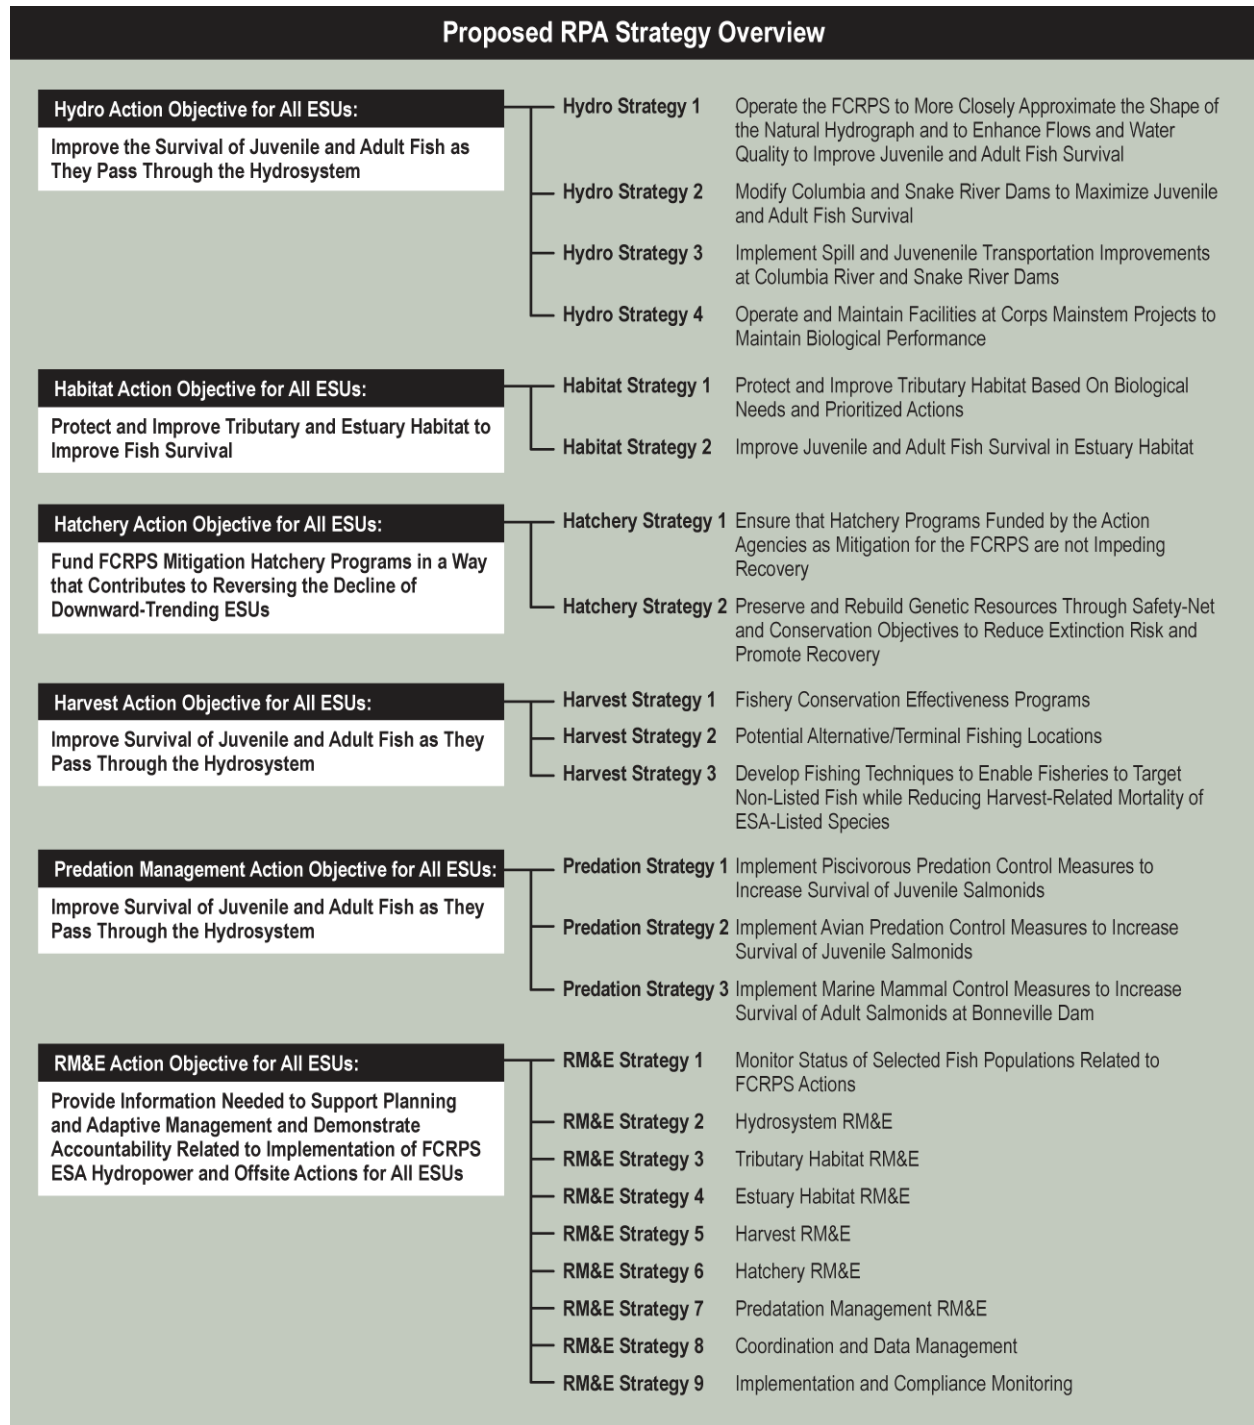 Proposed RPA Strategy Overview
Hydro Action Objective for All ESUs:
Improve the Survival of Juvenile and Adult Fish as
They Pass Through the Hydrosystem
Hydro Strategy 1 Operate the FCRPS to More Closely Approximate the Shape of
the Natural Hydrograph and to Enhance Flows and Water
Quality to Improve Juvenile and Adult Fish Survival
Hydro Strategy 2 Modify Columbia and Snake River Dams to Maximize Juvenile
and Adult Fish Survival
Hydro Strategy 3 Implement Spill and Juvenenile Transportation Improvements
at Columbia River and Snake River Dams
Hydro Strategy 4 Operate and Maintain Facilities at Corps Mainstem Projects to
Maintain Biological Performance
Habitat Action Objective for All ESUs:
Protect and Improve Tributary and Estuary Habitat to
Improve Fish Survival
Habitat Strategy 1 Protect and Improve Tributary Habitat Based On Biological
Needs and Prioritized Actions
Habitat Strategy 2 Improve Juvenile and Adult Fish Survival in Estuary Habitat
Hatchery Action Objective for All ESUs:
Fund FCRPS Mitigation Hatchery Programs in a Way
that Contributes to Reversing the Decline of
Downward-Trending ESUs
Hatchery Strategy 1 Ensure that Hatchery Programs Funded by the Action
Agencies as Mitigation for the FCRPS are not Impeding
Recovery
Hatchery Strategy 2 Preserve and Rebuild Genetic Resources Through Safety-Net
and Conservation Objectives to Reduce Extinction Risk and
Promote Recovery
Harvest Action Objective for All ESUs:
Improve Survival of Juvenile and Adult Fish as They
Pass Through the Hydrosystem
Harvest Strategy 1 Fishery Conservation Effectiveness Programs
Harvest Strategy 2 Potential Alternative/Terminal Fishing Locations
Harvest Strategy 3 Develop Fishing Techniques to Enable Fisheries to Target
Non-Listed Fish while Reducing Harvest-Related Mortality of
ESA-Listed Species
Predation Management Action Objective for All ESUs:
Improve Survival of Juvenile and Adult Fish as They
Pass Through the Hydrosystem
Predation Strategy 1 Implement Piscivorous Predation Control Measures to
Increase Survival of Juvenile Salmonids
Predation Strategy 2 Implement Avian Predation Control Measures to Increase
Survival of Juvenile Salmonids
Predation Strategy 3 Implement Marine Mammal Control Measures to Increase
Survival of Adult Salmonids at Bonneville Dam
RM&E Action Objective for All ESUs:
Provide Information Needed to Support Planning
and Adaptive Management and Demonstrate
Accountability Related to Implementation of FCRPS
ESA Hydropower and Offsite Actions for All ESUs
RM&E Strategy 1 Monitor Status of Selected Fish Populations Related to
FCRPS Actions
RM&E Strategy 2 Hydrosystem RM&E
RM&E Strategy 3 Tributary Habitat RM&E
RM&E Strategy 4 Estuary Habitat RM&E
RM&E Strategy 5 Harvest RM&E
RM&E Strategy 6 Hatchery RM&E
RM&E Strategy 7 Predatation Management RM&E
RM&E Strategy 8 Coordination and Data Management
RM&E Strategy 9 Implementation and Compliance Monitoring